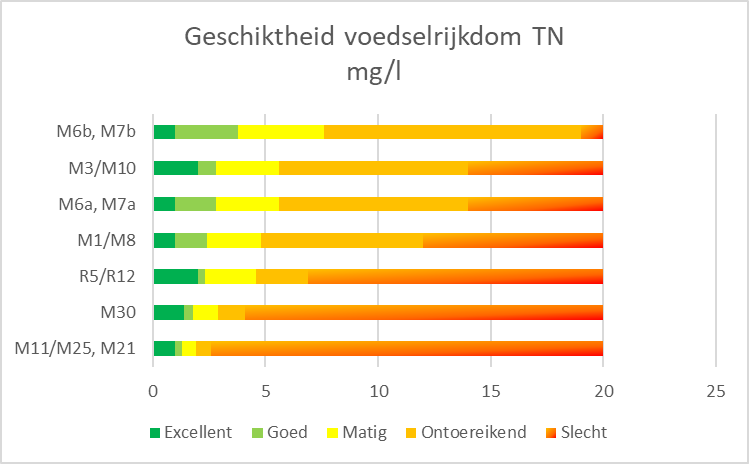 Geschiktheid voedselrijkdom TN
mg/l
M6b, M7b
M3/M10
M6a, M7a
M1/M8
R5/R12
M30
M11/M25, M21
0 5 10 15 20 25
Excellent Goed Matig Ontoereikend Slecht